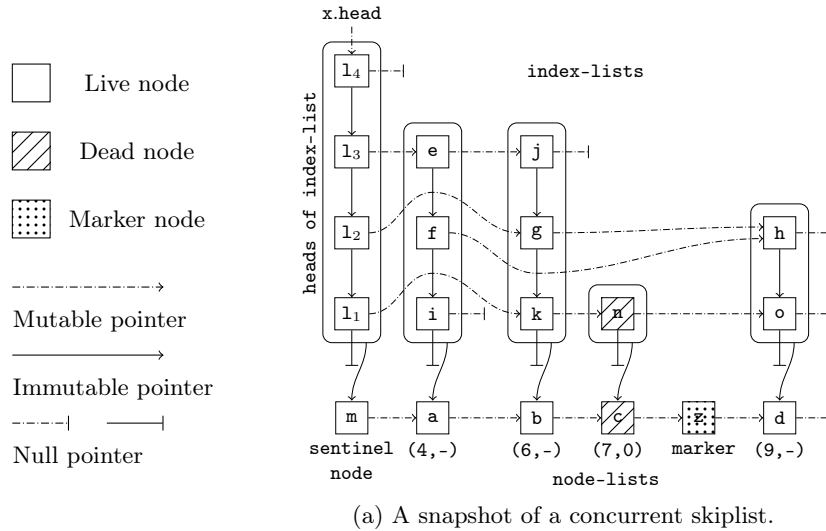 x.head
Live node
Dead node
Marker node
Mutable pointer
Immutable pointer
Null pointer
heads of index-list
index-lists
l₄
l₃ e j
l₂ f g h
l₁ i k n o
m a b c z d
sentinel node
(4,-) (6,-) (7,0) marker (9,-)
node-lists
(a) A snapshot of a concurrent skiplist.